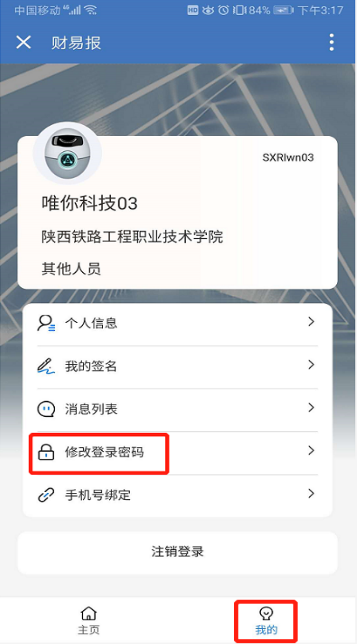 中国移动 4G HD 84% 下午3:17
财易报
SXRlwn03
唯你科技03
陕西铁路工程职业技术学院
其他人员
个人信息
我的签名
消息列表
修改登录密码
手机号绑定
注销登录
主页 我的